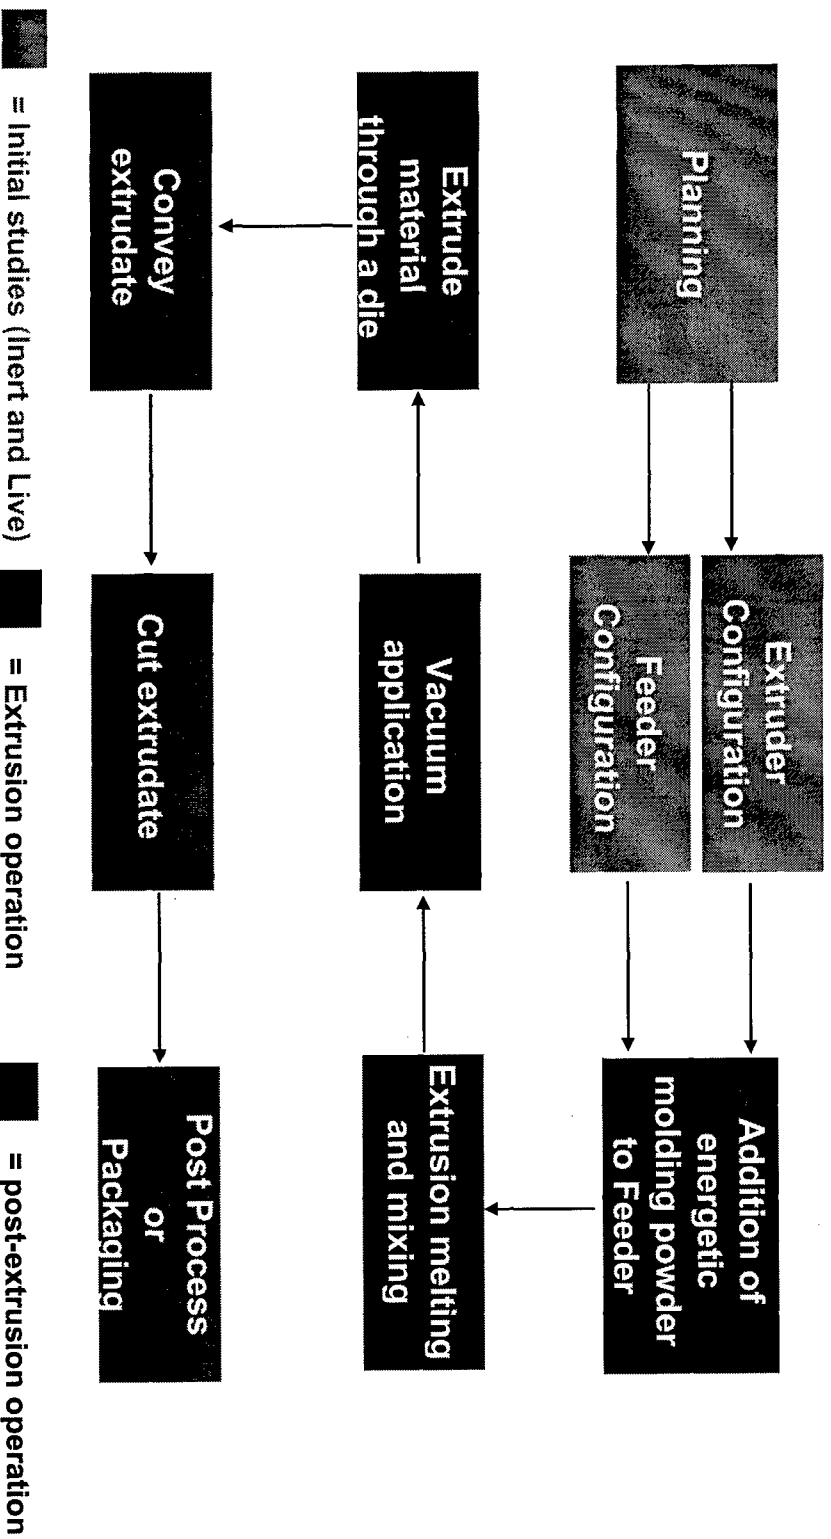 Planning
Extruder
Configuration
Feeder
Configuration
Addition of
energetic
molding powder
to Feeder
Extrude
material
through a die
Vacuum
application
Extrusion melting
and mixing
Convey
extrudate
Cut extrudate
Post Process
or
Packaging
= Initial studies (Inert and Live)
= Extrusion operation
= post-extrusion operation